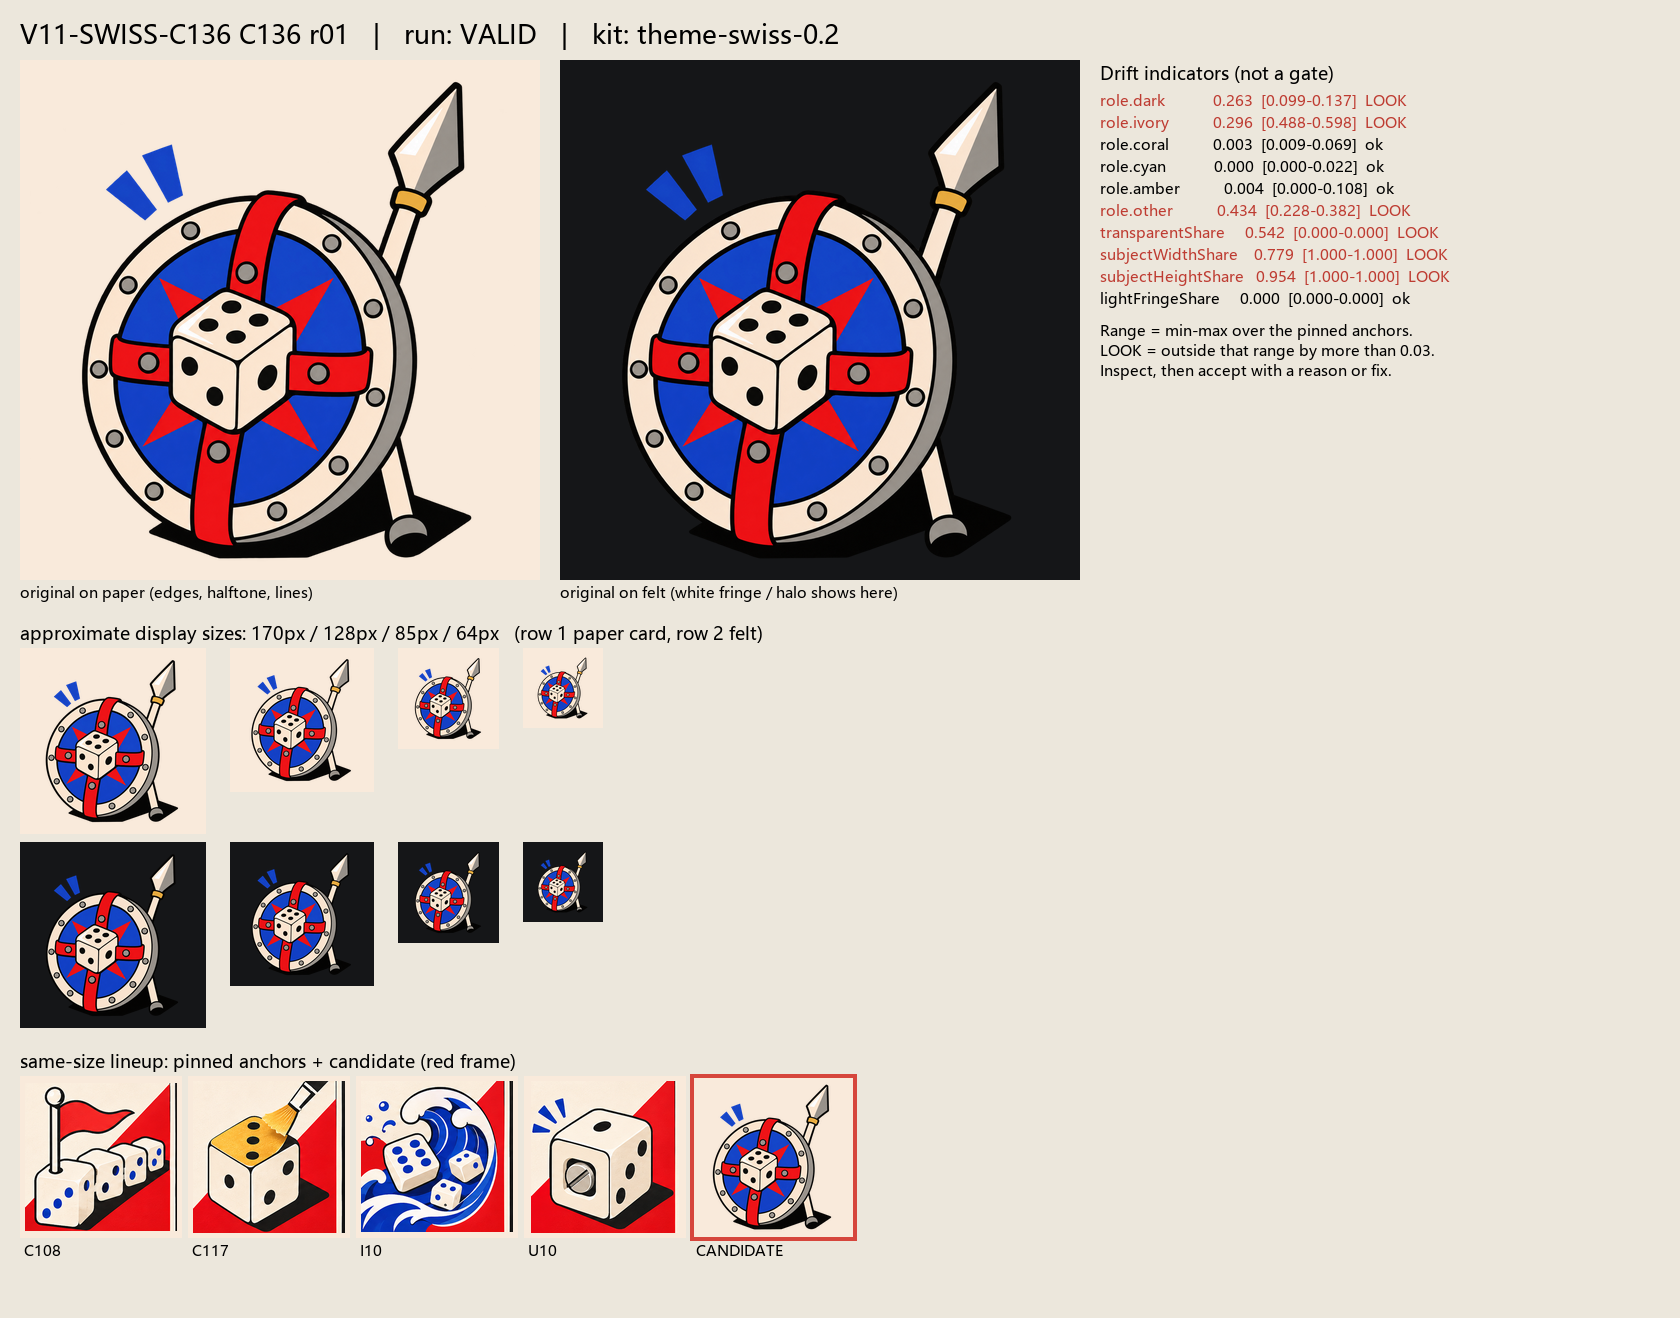 V11-SWISS-C136 C136 r01 | run: VALID | kit: theme-swiss-0.2
Drift indicators (not a gate)
role.dark 0.263 [0.099-0.137] LOOK
role.ivory 0.296 [0.488-0.598] LOOK
role.coral 0.003 [0.009-0.069] ok
role.cyan 0.000 [0.000-0.022] ok
role.amber 0.004 [0.000-0.108] ok
role.other 0.434 [0.228-0.382] LOOK
transparentShare 0.542 [0.000-0.000] LOOK
subjectWidthShare 0.779 [1.000-1.000] LOOK
subjectHeightShare 0.954 [1.000-1.000] LOOK
lightFringeShare 0.000 [0.000-0.000] ok
Range = min-max over the pinned anchors.
LOOK = outside that range by more than 0.03.
Inspect, then accept with a reason or fix.
original on paper (edges, halftone, lines)
original on felt (white fringe / halo shows here)
approximate display sizes: 170px / 128px / 85px / 64px (row 1 paper card, row 2 felt)
same-size lineup: pinned anchors + candidate (red frame)
C108
C117
I10
U10
CANDIDATE